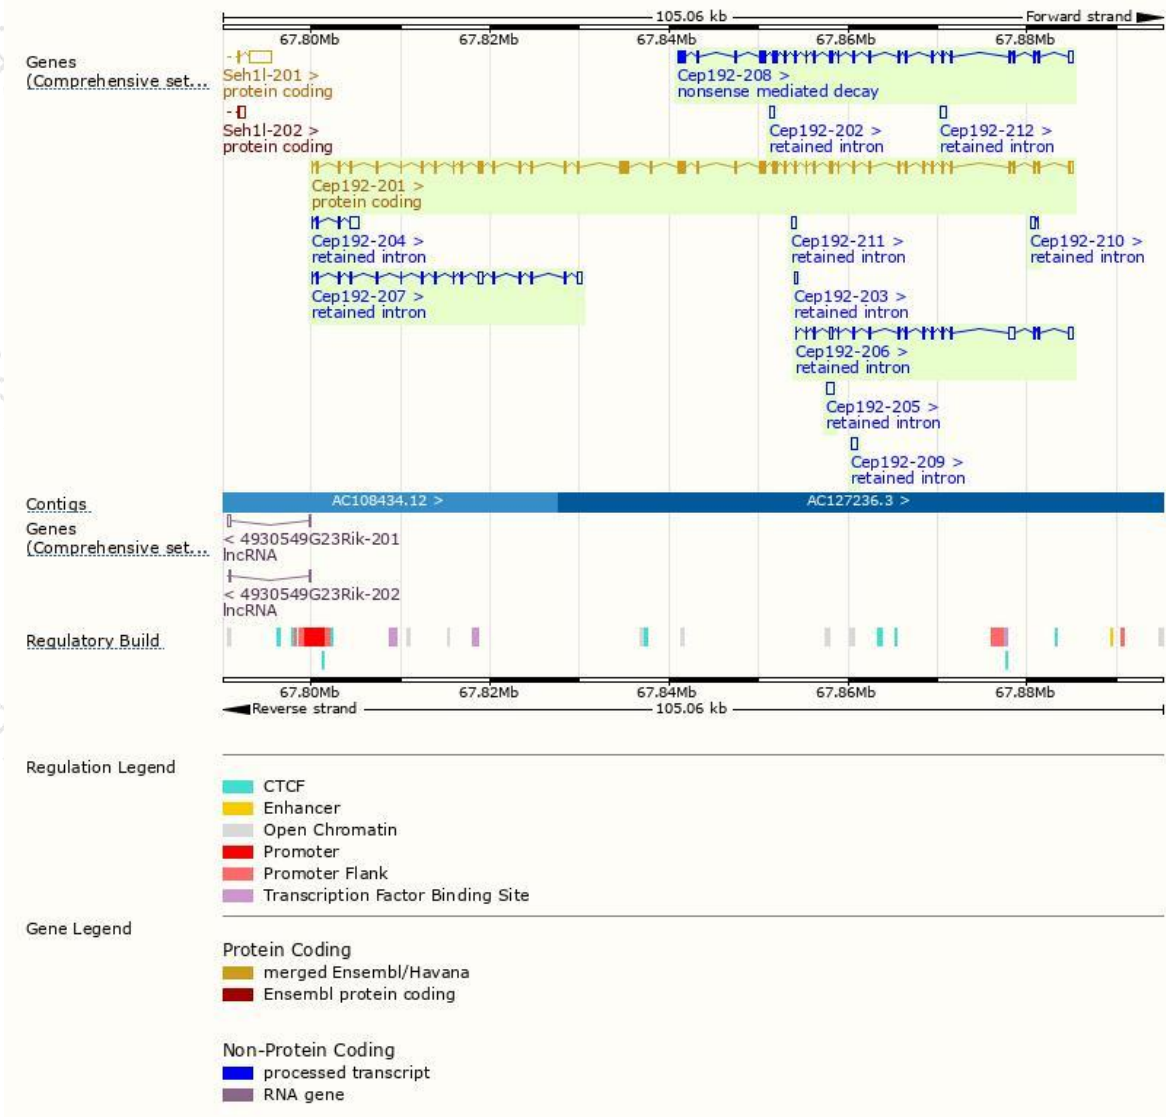 105.06 kb
Forward strand
67.80Mb 67.82Mb 67.84Mb 67.86Mb 67.88Mb
Genes
(Comprehensive set...
Seh1l-201 >
protein coding
Cep192-208 >
nonsense mediated decay
Seh1l-202 >
protein coding
Cep192-202 >
retained intron
Cep192-212 >
retained intron
Cep192-201 >
protein coding
Cep192-204 >
retained intron
Cep192-211 >
retained intron
Cep192-210 >
retained intron
Cep192-207 >
retained intron
Cep192-203 >
retained intron
Cep192-206 >
retained intron
Cep192-205 >
retained intron
Cep192-209 >
retained intron
Contigs
AC108434.12 >
AC127236.3 >
Genes
(Comprehensive set...
< 4930549G23Rik-201
lncRNA
< 4930549G23Rik-202
lncRNA
Regulatory Build
67.80Mb 67.82Mb 67.84Mb 67.86Mb 67.88Mb
Reverse strand
105.06 kb
Regulation Legend
CTCF
Enhancer
Open Chromatin
Promoter
Promoter Flank
Transcription Factor Binding Site
Gene Legend
Protein Coding
merged Ensembl/Havana
Ensembl protein coding
Non-Protein Coding
processed transcript
RNA gene